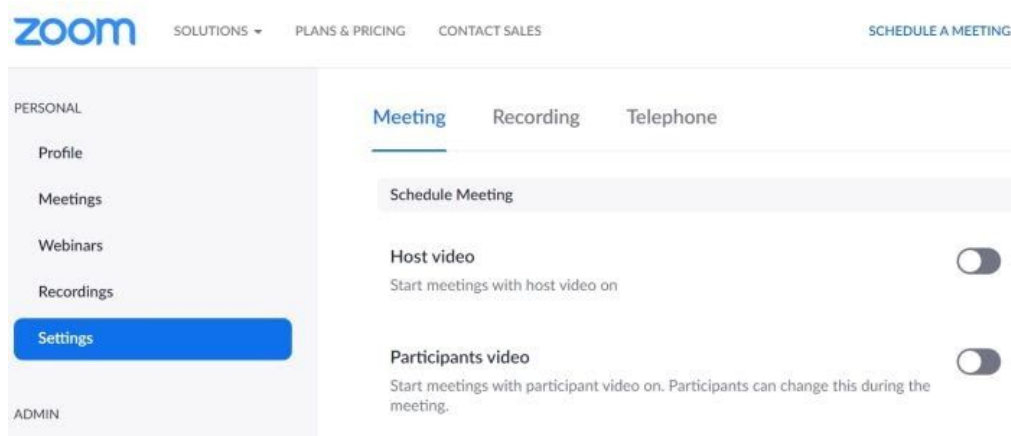 zoom SOLUTIONS PLANS & PRICING CONTACT SALES SCHEDULE A MEETING
PERSONAL
Profile
Meetings
Webinars
Recordings
Settings
ADMIN
Meeting Recording Telephone
Schedule Meeting
Host video
Start meetings with host video on
Participants video
Start meetings with participant video on. Participants can change this during the
meeting.